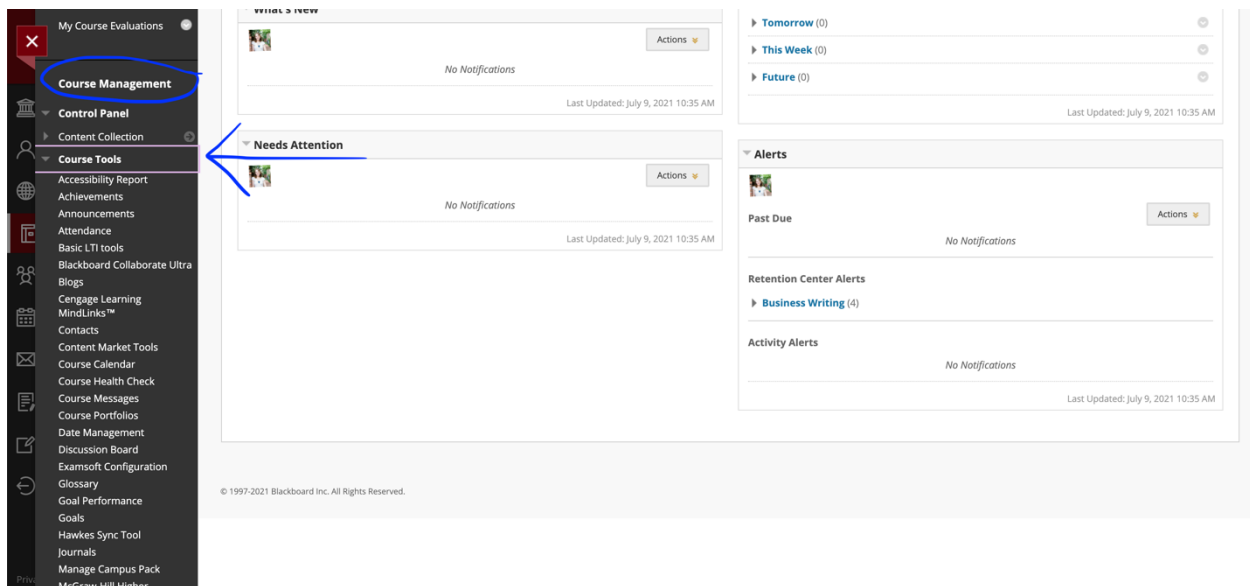 My Course Evaluations
Course Management
Control Panel
Content Collection
Course Tools
Accessibility Report
Achievements
Announcements
Attendance
Basic LTI tools
Blackboard Collaborate Ultra
Blogs
Cengage Learning
MindLinks™
Contacts
Content Market Tools
Course Calendar
Course Health Check
Course Messages
Course Portfolios
Date Management
Discussion Board
Examsoft Configuration
Glossary
Goal Performance
Goals
Hawkes Sync Tool
Journals
Manage Campus Pack
McGraw-Hill Higher
What's New
Actions
No Notifications
Last Updated: July 9, 2021 10:35 AM
Needs Attention
Actions
No Notifications
Last Updated: July 9, 2021 10:35 AM
Tomorrow (0)
This Week (0)
Future (0)
Last Updated: July 9, 2021 10:35 AM
Alerts
Actions
Past Due
No Notifications
Retention Center Alerts
Business Writing (4)
Activity Alerts
No Notifications
Last Updated: July 9, 2021 10:35 AM
© 1997-2021 Blackboard Inc. All Rights Reserved.